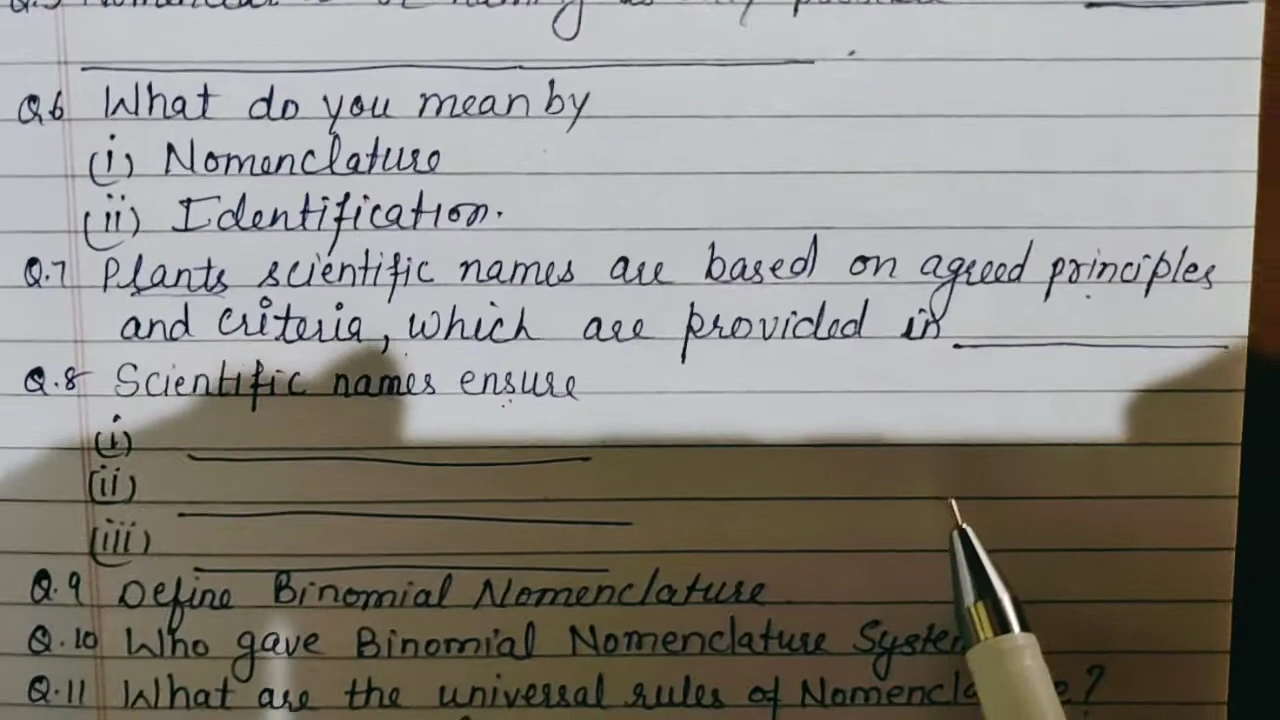 Q.6 What do you mean by
(i) Nomenclature
(ii) Identification.
Q.7 Plants scientific names are based on agreed principles
and criteria, which are provided in
Q.8 Scientific names ensure
(i)
(ii)
(iii)
Q.9 Define Binomial Nomenclature
Q.10 Who gave Binomial Nomenclature
Q.11 What are the universal rules of